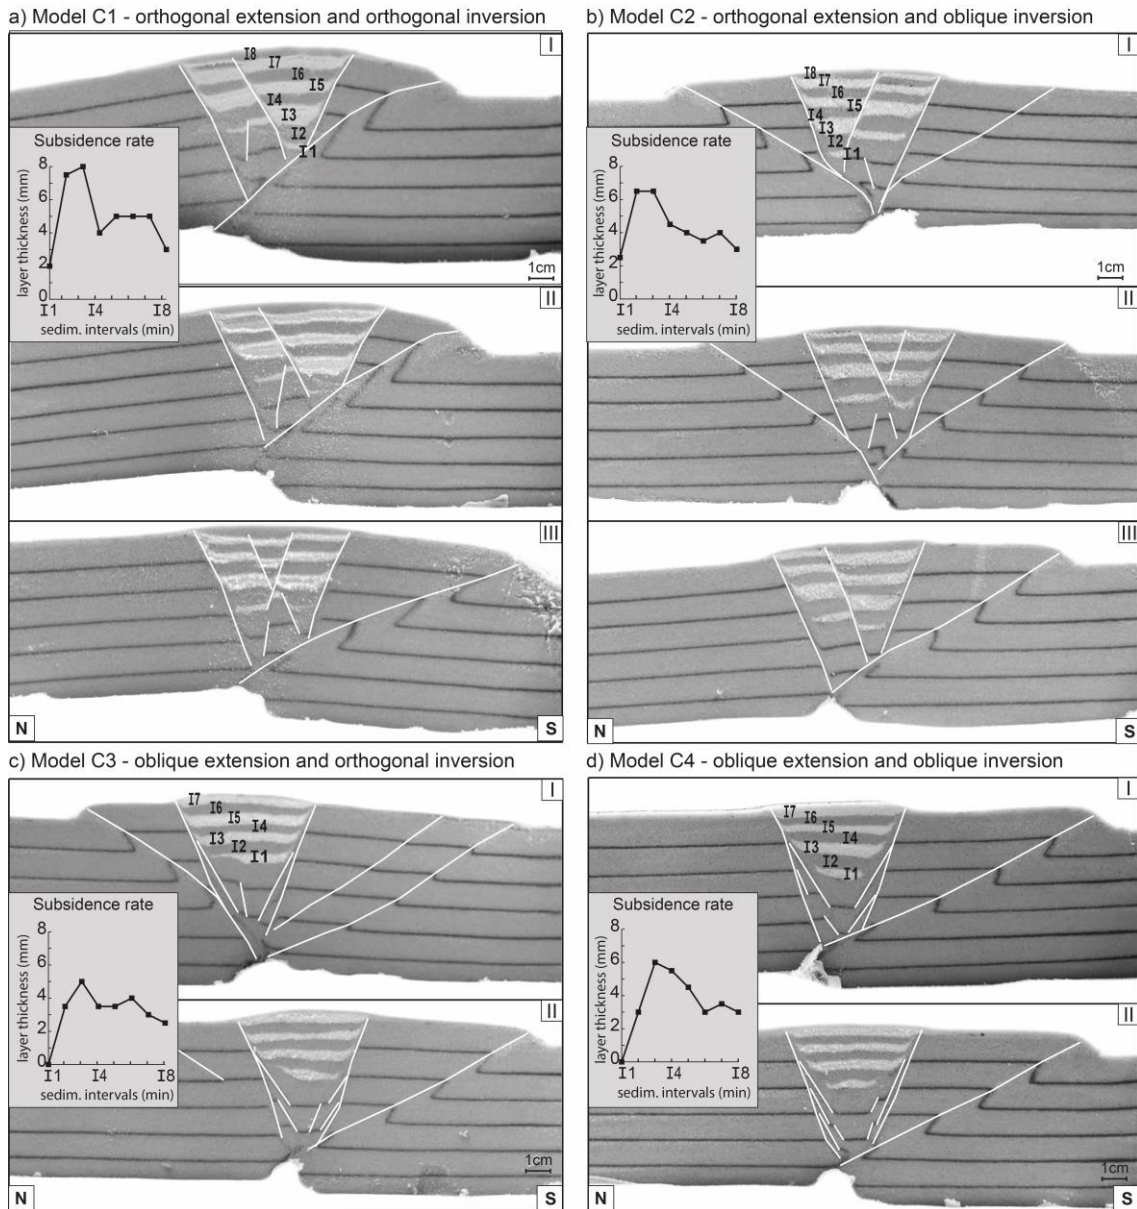 a) Model C1 - orthogonal extension and orthogonal inversion
I
I8
I7
I6
I5
I4
I3
I2
I1
Subsidence rate
layer thickness (mm)
8
6
4
2
0
I1 I4 I8
sedim. intervals (min)
1cm
II
III
N S
b) Model C2 - orthogonal extension and oblique inversion
I
I8
I7
I6
I5
I4
I3
I2
I1
Subsidence rate
layer thickness (mm)
8
6
4
2
0
I1 I4 I8
sedim. intervals (min)
1cm
II
III
N S
c) Model C3 - oblique extension and orthogonal inversion
I
I7
I6
I5
I4
I3
I2
I1
Subsidence rate
layer thickness (mm)
8
6
4
2
0
I1 I4 I8
sedim. intervals (min)
II
1cm
N S
d) Model C4 - oblique extension and oblique inversion
I
I7
I6
I5
I4
I3
I2
I1
Subsidence rate
layer thickness (mm)
8
6
4
2
0
I1 I4 I8
sedim. intervals (min)
II
1cm
N S